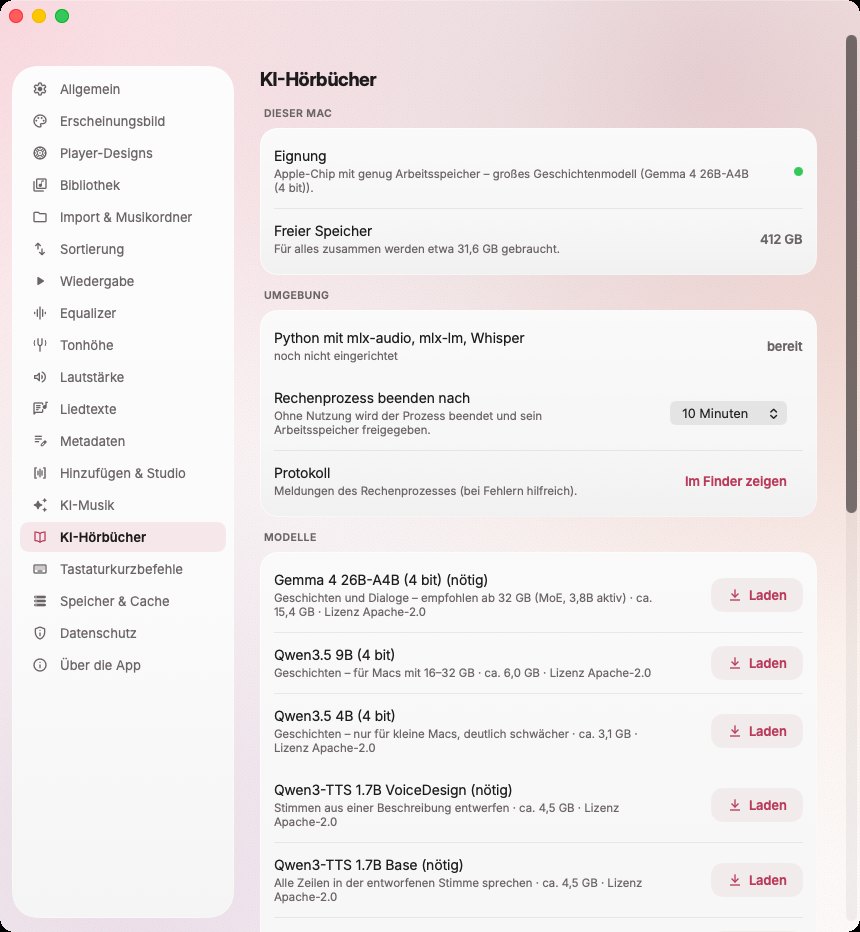 Allgemein
Erscheinungsbild
Player-Designs
Bibliothek
Import & Musikordner
Sortierung
Wiedergabe
Equalizer
Tonhöhe
Lautstärke
Liedtexte
Metadaten
Hinzufügen & Studio
KI-Musik
KI-Hörbücher
Tastaturkurzbefehle
Speicher & Cache
Datenschutz
Über die App
KI-Hörbücher
DIESER MAC
Eignung
Apple-Chip mit genug Arbeitsspeicher – großes Geschichtenmodell (Gemma 4 26B-A4B
(4 bit)).
Freier Speicher
Für alles zusammen werden etwa 31,6 GB gebraucht.
412 GB
UMGEBUNG
Python mit mlx-audio, mlx-lm, Whisper
noch nicht eingerichtet
bereit
Rechenprozess beenden nach
Ohne Nutzung wird der Prozess beendet und sein
Arbeitsspeicher freigegeben.
10 Minuten
Protokoll
Meldungen des Rechenprozesses (bei Fehlern hilfreich).
Im Finder zeigen
MODELLE
Gemma 4 26B-A4B (4 bit) (nötig)
Geschichten und Dialoge – empfohlen ab 32 GB (MoE, 3,8B aktiv) · ca.
15,4 GB · Lizenz Apache-2.0
Laden
Qwen3.5 9B (4 bit)
Geschichten – für Macs mit 16–32 GB · ca. 6,0 GB · Lizenz Apache-2.0
Laden
Qwen3.5 4B (4 bit)
Geschichten – nur für kleine Macs, deutlich schwächer · ca. 3,1 GB ·
Lizenz Apache-2.0
Laden
Qwen3-TTS 1.7B VoiceDesign (nötig)
Stimmen aus einer Beschreibung entwerfen · ca. 4,5 GB · Lizenz
Apache-2.0
Laden
Qwen3-TTS 1.7B Base (nötig)
Alle Zeilen in der entworfenen Stimme sprechen · ca. 4,5 GB · Lizenz
Apache-2.0
Laden